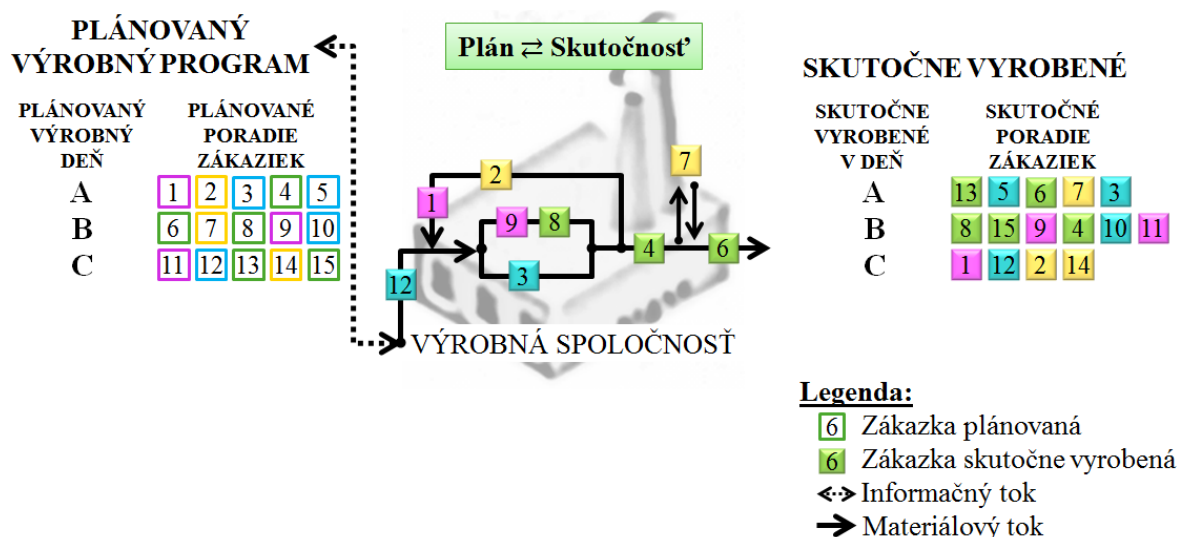 PLÁNOVANÝ
VÝROBNÝ PROGRAM
PLÁNOVANÝ
VÝROBNÝ
DEŇ
PLÁNOVANÉ
PORADIE
ZÁKAZIEK
A 1 2 3 4 5
B 6 7 8 9 10
C 11 12 13 14 15
Plán ⇄ Skutočnosť
7
2
1
9 8
4 6
3
12
VÝROBNÁ SPOLOČNOSŤ
SKUTOČNE VYROBENÉ
SKUTOČNE
VYROBENÉ
V DEŇ
SKUTOČNÉ
PORADIE
ZÁKAZIEK
A 13 5 6 7 3
B 8 15 9 4 10 11
C 1 12 2 14
Legenda:
6 Zákazka plánovaná
6 Zákazka skutočne vyrobená
Informačný tok
Materiálový tok